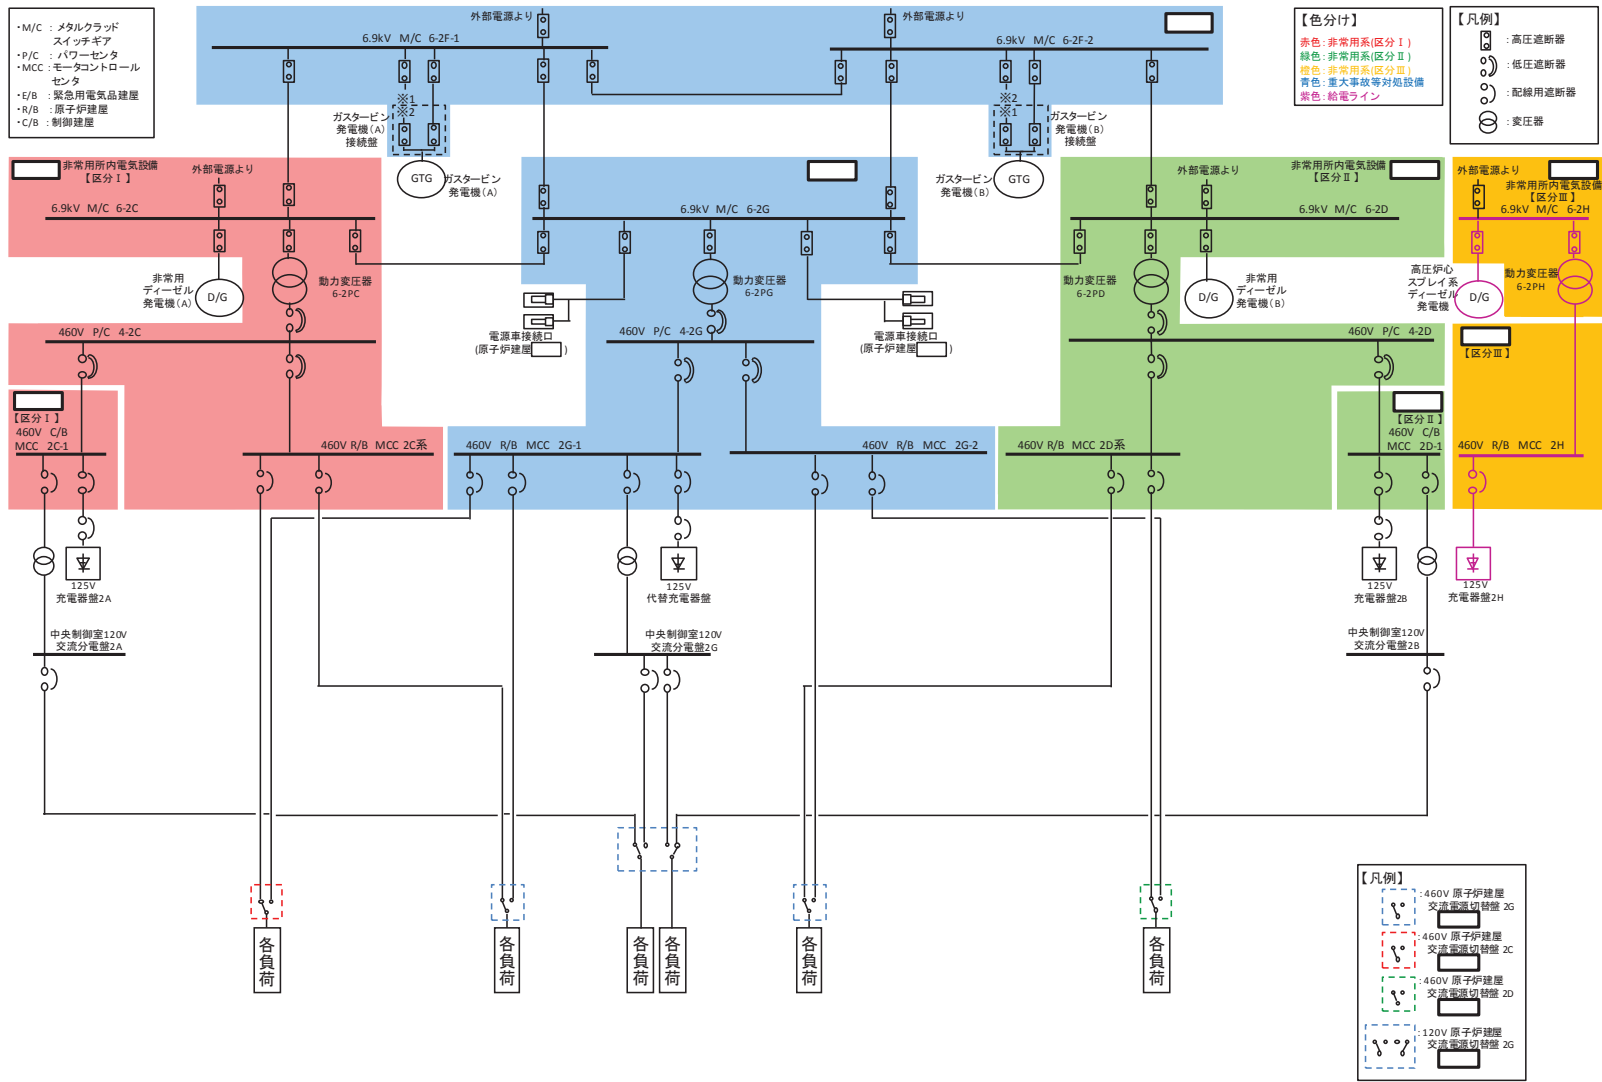 ・M/C ： メタルクラッド
スイッチギア
・P/C ： パワーセンタ
・MCC ： モータコントロール
センタ
・E/B ： 緊急用電気品建屋
・R/B ： 原子炉建屋
・C/B ： 制御建屋
外部電源より
6.9kV M/C 6-2F-1
外部電源より
6.9kV M/C 6-2F-2
【色分け】
赤色：非常用系(区分Ⅰ)
緑色：非常用系(区分Ⅱ)
橙色：非常用系(区分Ⅲ)
青色：重大事故等対処設備
紫色：給電ライン
【凡例】
：高圧遮断器
：低圧遮断器
：配線用遮断器
：変圧器
※1
※2
ガスタービン
発電機(A)
接続盤
GTG
ガスタービン
発電機(A)
※2
※1
ガスタービン
発電機(B)
接続盤
ガスタービン
発電機(B)
GTG
非常用所内電気設備
【区分Ⅰ】
外部電源より
6.9kV M/C 6-2C
非常用
ディーゼル
発電機(A)
D/G
動力変圧器
6-2PC
460V P/C 4-2C
6.9kV M/C 6-2G
動力変圧器
6-2PG
電源車接続口
(原子炉建屋 )
460V P/C 4-2G
電源車接続口
(原子炉建屋 )
外部電源より
非常用所内電気設備
【区分Ⅱ】
6.9kV M/C 6-2D
動力変圧器
6-2PD
D/G
非常用
ディーゼル
発電機(B)
460V P/C 4-2D
外部電源より
非常用所内電気設備
【区分Ⅲ】
6.9kV M/C 6-2H
高圧炉心
スプレイ系
ディーゼル
発電機
D/G
動力変圧器
6-2PH
【区分Ⅲ】
【区分Ⅰ】
460V C/B
MCC 2C-1
460V R/B MCC 2C系
460V R/B MCC 2G-1
460V R/B MCC 2G-2
460V R/B MCC 2D系
【区分Ⅱ】
460V C/B
MCC 2D-1
460V R/B MCC 2H
125V
充電器盤2A
125V
代替充電器盤
125V
充電器盤2B
125V
充電器盤2H
中央制御室120V
交流分電盤2A
中央制御室120V
交流分電盤2G
中央制御室120V
交流分電盤2B
各負荷
各負荷
各負荷
各負荷
各負荷
各負荷
【凡例】
：460V 原子炉建屋
交流電源切替盤 2G
：460V 原子炉建屋
交流電源切替盤 2C
：460V 原子炉建屋
交流電源切替盤 2D
：120V 原子炉建屋
交流電源切替盤 2G